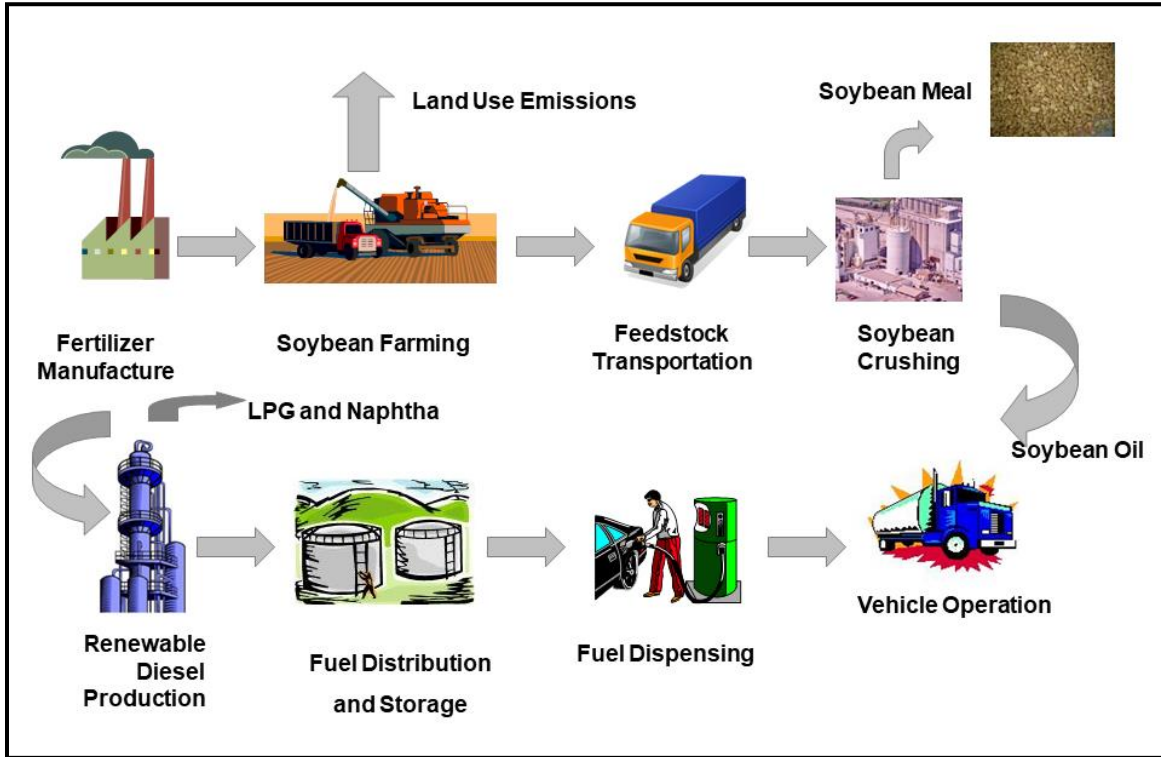 Land Use Emissions
Soybean Meal
Fertilizer
Manufacture
Soybean Farming
Feedstock
Transportation
Soybean
Crushing
LPG and Naphtha
Soybean Oil
Renewable
Diesel
Production
Fuel Distribution
and Storage
Fuel Dispensing
Vehicle Operation